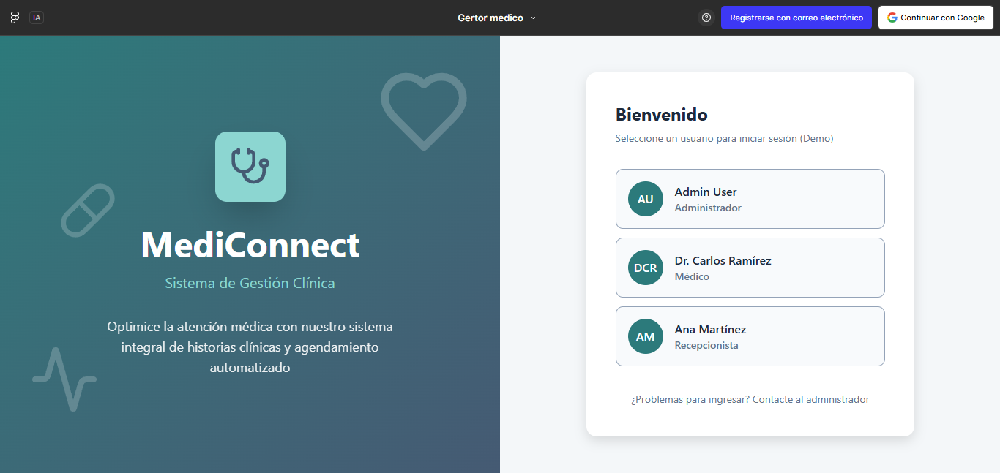 IA
Gertor medico
Registrarse con correo electrónico
Continuar con Google
MediConnect
Sistema de Gestión Clínica
Optimice la atención médica con nuestro sistema
integral de historias clínicas y agendamiento
automatizado
Bienvenido
Seleccione un usuario para iniciar sesión (Demo)
AU
Admin User
Administrador
DCR
Dr. Carlos Ramírez
Médico
AM
Ana Martínez
Recepcionista
¿Problemas para ingresar? Contacte al administrador